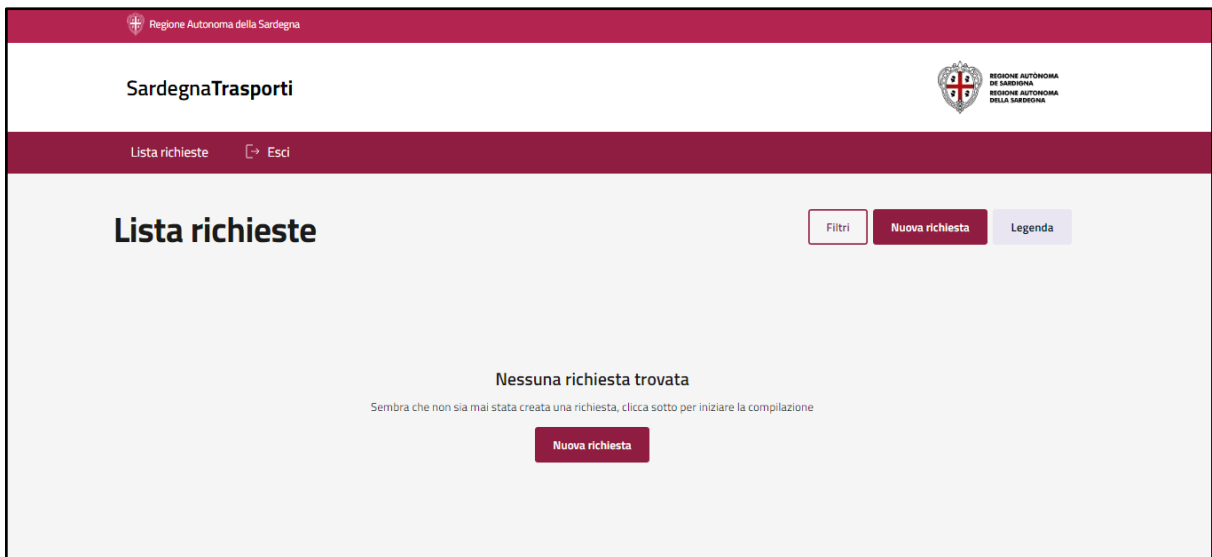 Regione Autonoma della Sardegna
SardegnaTrasporti
REGIONE AUTÒNOMA
DE SARDIGNA
REGIONE AUTONOMA
DELLA SARDEGNA
Lista richieste
Esci
Lista richieste
Filtri
Nuova richiesta
Legenda
Nessuna richiesta trovata
Sembra che non sia mai stata creata una richiesta, clicca sotto per iniziare la compilazione
Nuova richiesta